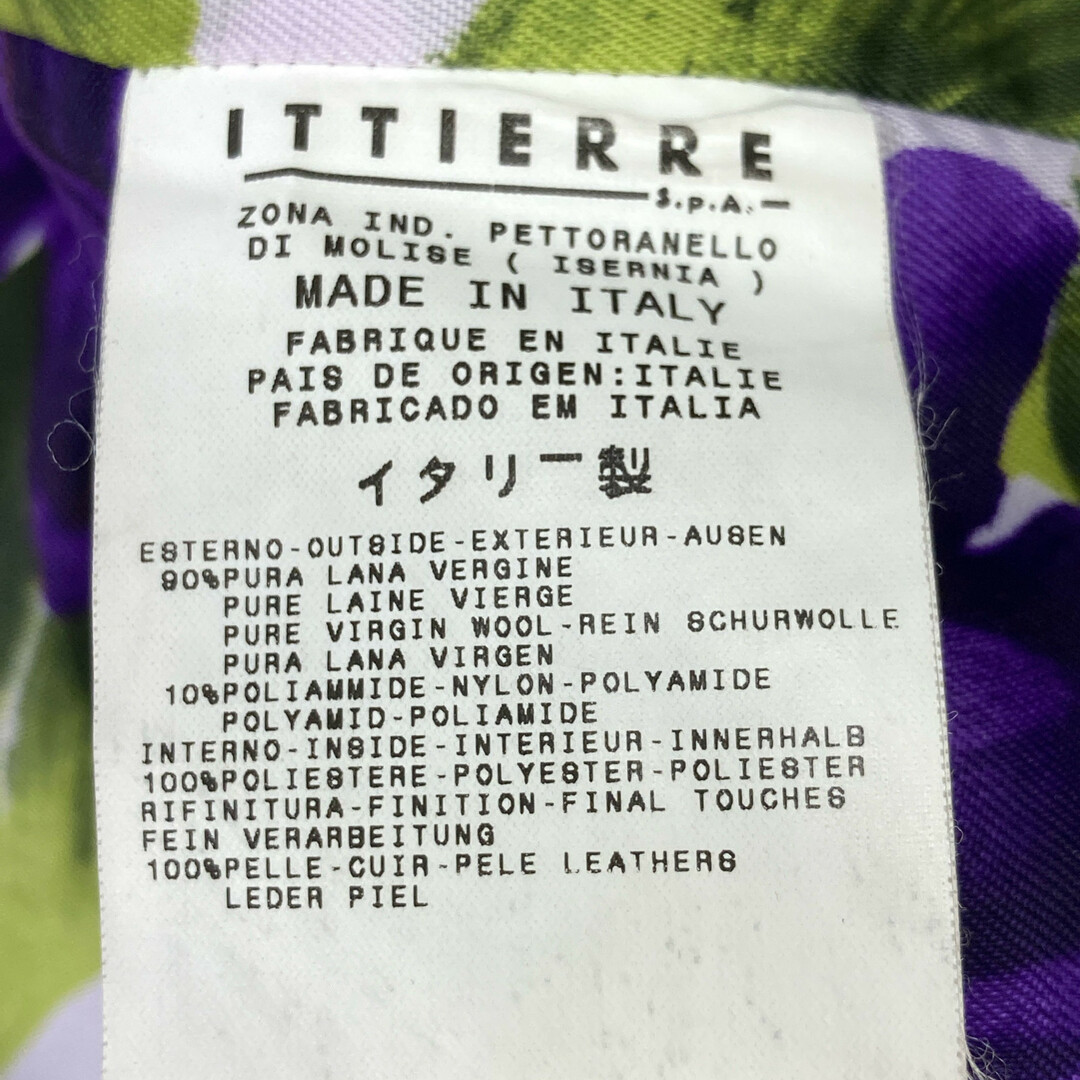 ITTIERRE
S.p.A.
ZONA IND. PETTORANELLO
DI MOLISE ( ISERNIA )
MADE IN ITALY
FABRIQUE EN ITALIE
PAIS DE ORIGEN:ITALIE
FABRICADO EM ITALIA
イタリー製
ESTERNO-OUTSIDE-EXTERIEUR-AUSEN
90%PURA LANA VERGINE
PURE LAINE VIERGE
PURE VIRGIN WOOL-REIN SCHURWOLLE
PURA LANA VIRGEN
10%POLIAMMIDE-NYLON-POLYAMIDE
POLYAMID-POLIAMIDE
INTERNO-INSIDE-INTERIEUR-INNERHALB
100%POLIESTERE-POLYESTER-POLIESTER
RIFINITURA-FINITION-FINAL TOUCHES
FEIN VERARBEITUNG
100%PELLE-CUIR-PELE LEATHERS
LEDER PIEL